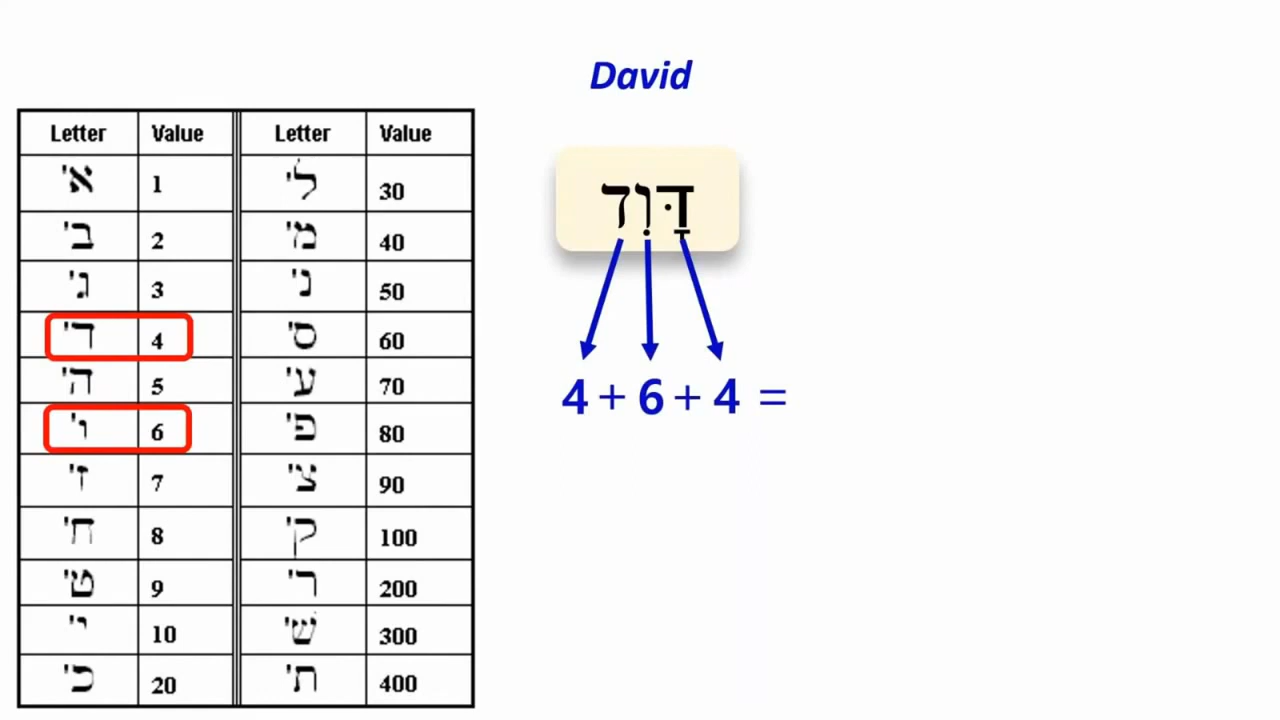 David
Letter Value Letter Value
א' 1 ל' 30
ב' 2 מ' 40
ג' 3 נ' 50
ד' 4 ס' 60
ה' 5 ע' 70
ו' 6 פ' 80
ז' 7 צ' 90
ח' 8 ק' 100
ט' 9 ר' 200
י' 10 שׁ' 300
כ' 20 ת' 400
דָּוִד
4 + 6 + 4 =